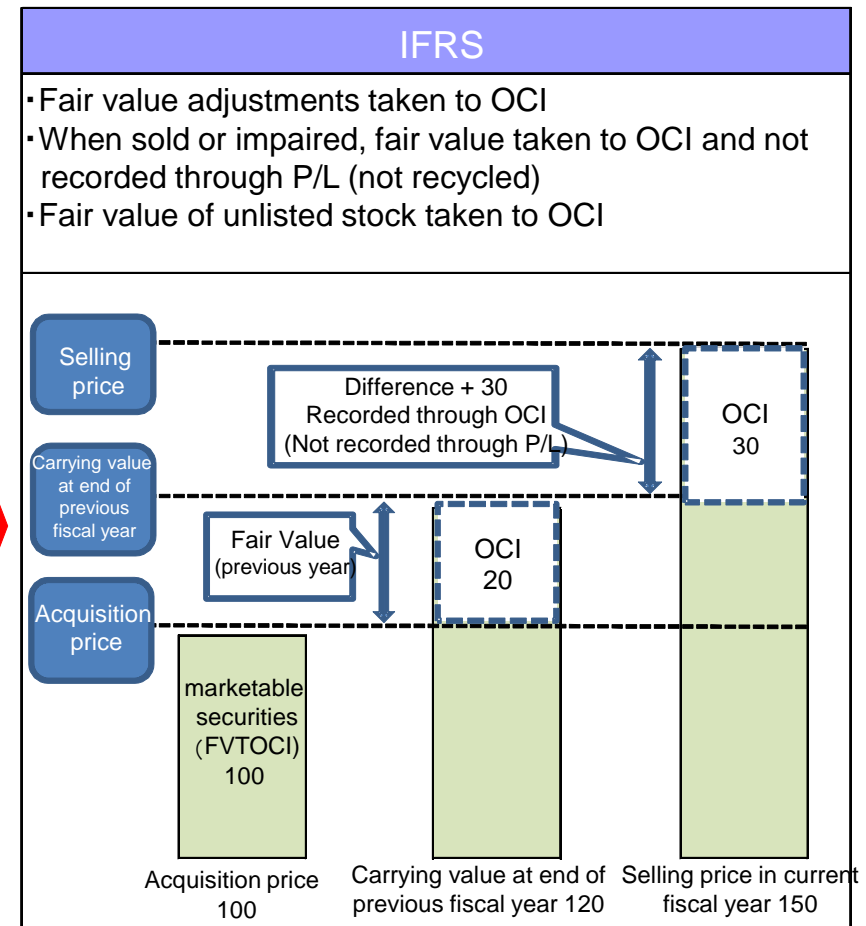 IFRS
・Fair value adjustments taken to OCI
・When sold or impaired, fair value taken to OCI and not
recorded through P/L (not recycled)
・Fair value of unlisted stock taken to OCI
Selling
price
Difference + 30
Recorded through OCI
(Not recorded through P/L)
OCI
30
Carrying value
at end of
previous
fiscal year
Fair Value
(previous year)
OCI
20
Acquisition
price
marketable
securities
(FVTOCI)
100
Acquisition price
100
Carrying value at end of
previous fiscal year 120
Selling price in current
fiscal year 150